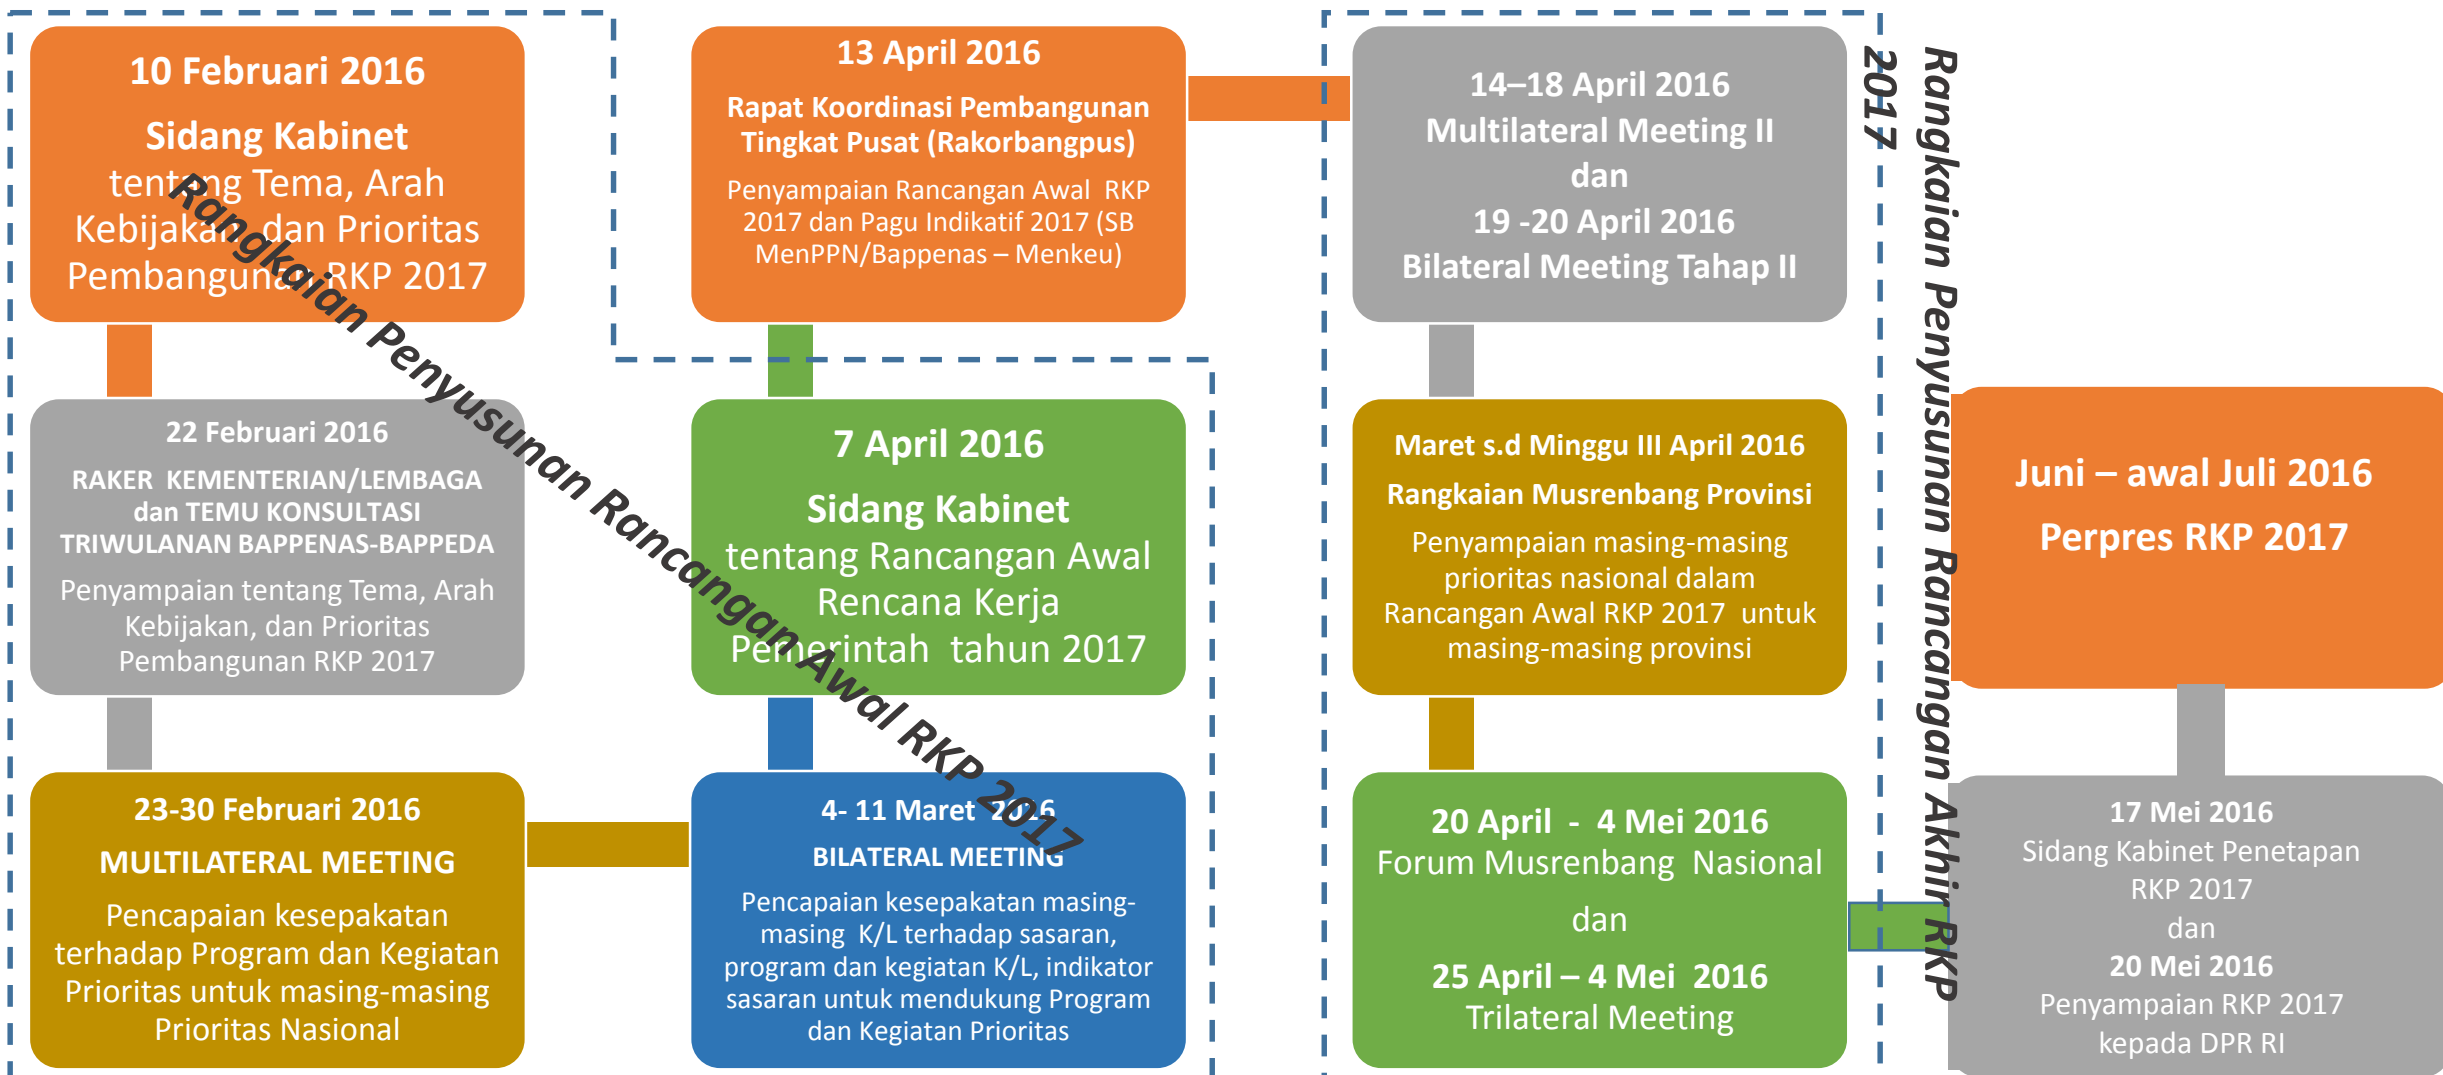 10 Februari 2016
Sidang Kabinet
tentang Tema, Arah
Kebijakan, dan Prioritas
Pembangunan RKP 2017
22 Februari 2016
RAKER KEMENTERIAN/LEMBAGA
dan TEMU KONSULTASI
TRIWULANAN BAPPENAS-BAPPEDA
Penyampaian tentang Tema, Arah
Kebijakan, dan Prioritas
Pembangunan RKP 2017
23-30 Februari 2016
MULTILATERAL MEETING
Pencapaian kesepakatan
terhadap Program dan Kegiatan
Prioritas untuk masing-masing
Prioritas Nasional
4- 11 Maret 2016
BILATERAL MEETING
Pencapaian kesepakatan masing-
masing K/L terhadap sasaran,
program dan kegiatan K/L, indikator
sasaran untuk mendukung Program
dan Kegiatan Prioritas
7 April 2016
Sidang Kabinet
tentang Rancangan Awal
Rencana Kerja
Pemerintah tahun 2017
13 April 2016
Rapat Koordinasi Pembangunan
Tingkat Pusat (Rakorbangpus)
Penyampaian Rancangan Awal RKP
2017 dan Pagu Indikatif 2017 (SB
MenPPN/Bappenas – Menkeu)
Rangkaian Penyusunan Rancangan Awal RKP 2017
14–18 April 2016
Multilateral Meeting II
dan
19 -20 April 2016
Bilateral Meeting Tahap II
Maret s.d Minggu III April 2016
Rangkaian Musrenbang Provinsi
Penyampaian masing-masing
prioritas nasional dalam
Rancangan Awal RKP 2017 untuk
masing-masing provinsi
20 April - 4 Mei 2016
Forum Musrenbang Nasional
dan
25 April – 4 Mei 2016
Trilateral Meeting
Rangkaian Penyusunan Rancangan Akhir RKP
2017
17 Mei 2016
Sidang Kabinet Penetapan
RKP 2017
dan
20 Mei 2016
Penyampaian RKP 2017
kepada DPR RI
Juni – awal Juli 2016
Perpres RKP 2017